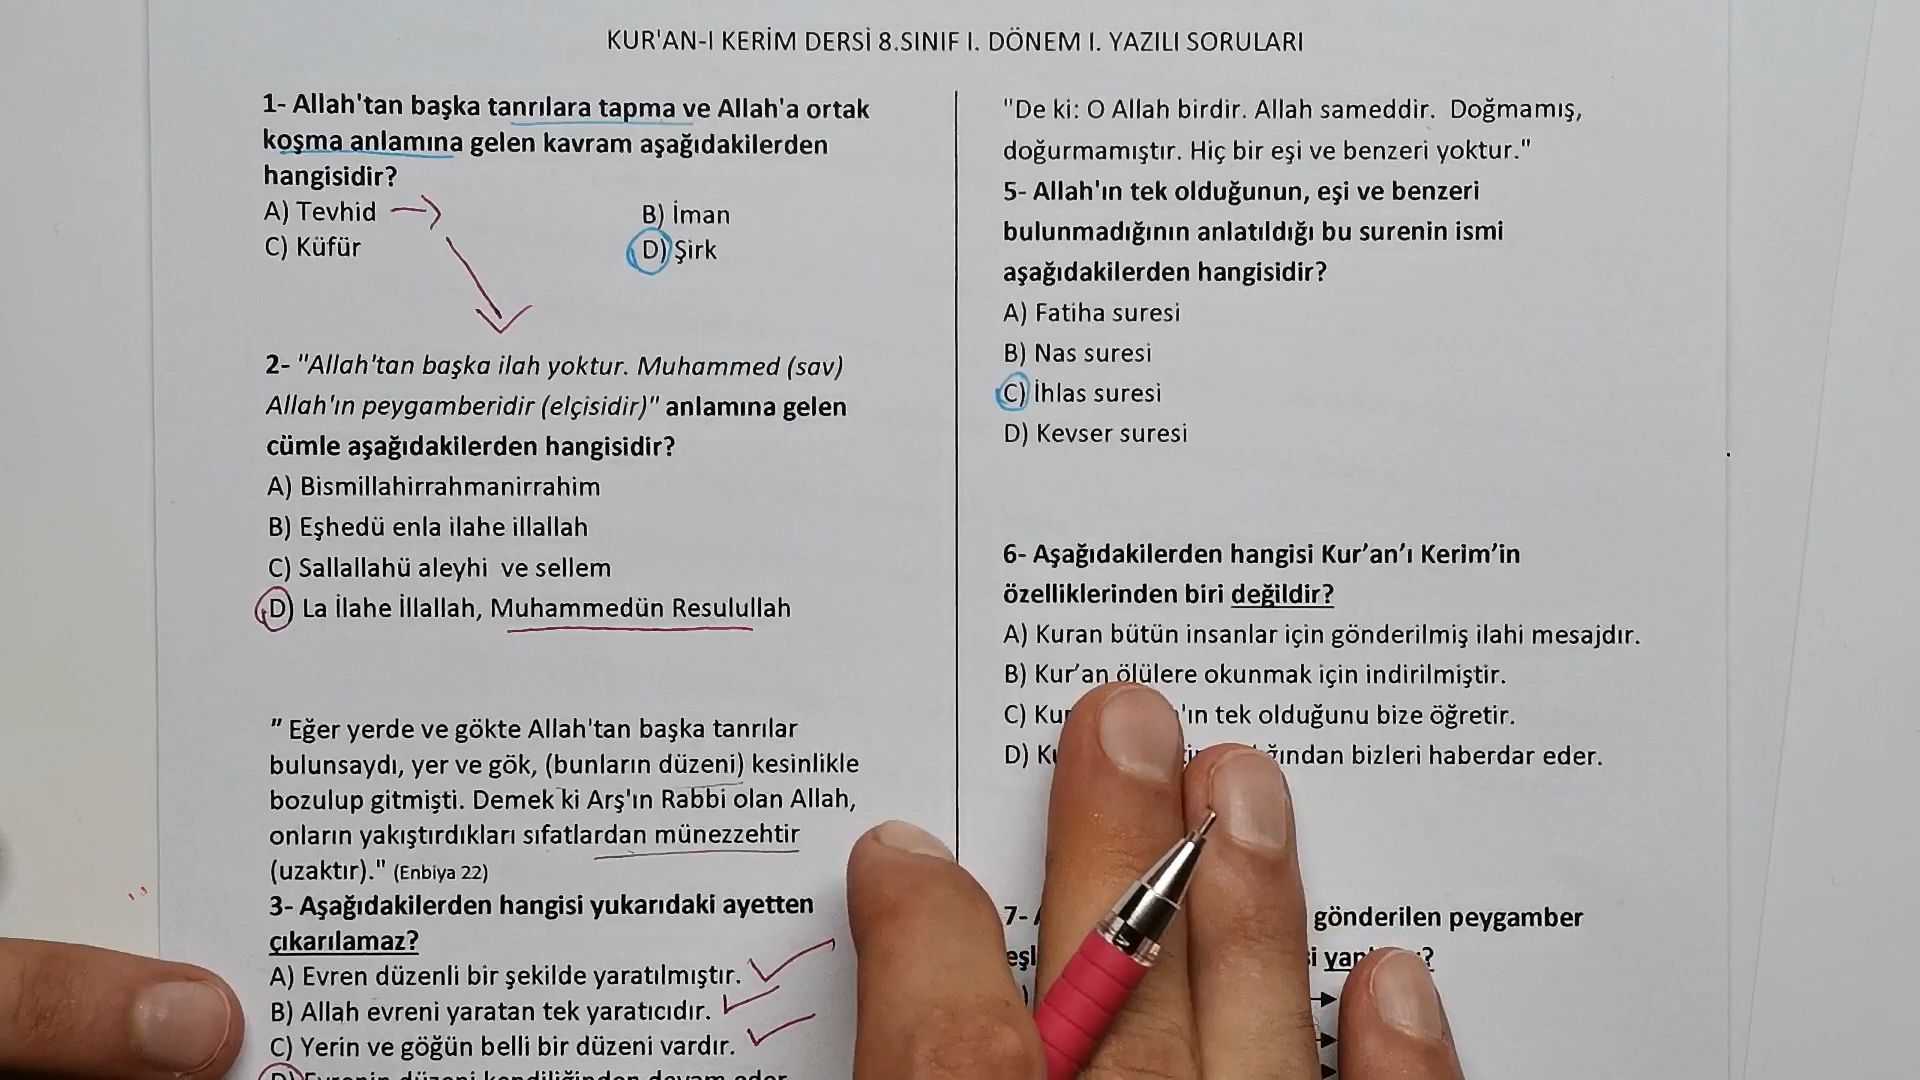 KUR'AN-I KERİM DERSİ 8.SINIF I. DÖNEM I. YAZILI SORULARI
1- Allah'tan başka tanrılara tapma ve Allah'a ortak
koşma anlamına gelen kavram aşağıdakilerden
hangisidir?
A) Tevhid
B) İman
C) Küfür
D) Şirk
2- "Allah'tan başka ilah yoktur. Muhammed (sav)
Allah'ın peygamberidir (elçisidir)" anlamına gelen
cümle aşağıdakilerden hangisidir?
A) Bismillahirrahmanirrahim
B) Eşhedü enla ilahe illallah
C) Sallallahü aleyhi ve sellem
D) La İlahe İllallah, Muhammedün Resulullah
" Eğer yerde ve gökte Allah'tan başka tanrılar
bulunsaydı, yer ve gök, (bunların düzeni) kesinlikle
bozulup gitmişti. Demek ki Arş'ın Rabbi olan Allah,
onların yakıştırdıkları sıfatlardan münezzehtir
(uzaktır)." (Enbiya 22)
3- Aşağıdakilerden hangisi yukarıdaki ayetten
çıkarılamaz?
A) Evren düzenli bir şekilde yaratılmıştır.
B) Allah evreni yaratan tek yaratıcıdır.
C) Yerin ve göğün belli bir düzeni vardır.
D) Evrenin düzeni kendiliğinden devam eder
"De ki: O Allah birdir. Allah sameddir. Doğmamış,
doğurmamıştır. Hiç bir eşi ve benzeri yoktur."
5- Allah'ın tek olduğunun, eşi ve benzeri
bulunmadığının anlatıldığı bu surenin ismi
aşağıdakilerden hangisidir?
A) Fatiha suresi
B) Nas suresi
C) İhlas suresi
D) Kevser suresi
6- Aşağıdakilerden hangisi Kur’an’ı Kerim’in
özelliklerinden biri değildir?
A) Kuran bütün insanlar için gönderilmiş ilahi mesajdır.
B) Kur’an ölülere okunmak için indirilmiştir.
C) tek olduğunu bize öğretir.
D) bizleri haberdar eder.
7- gönderilen peygamber